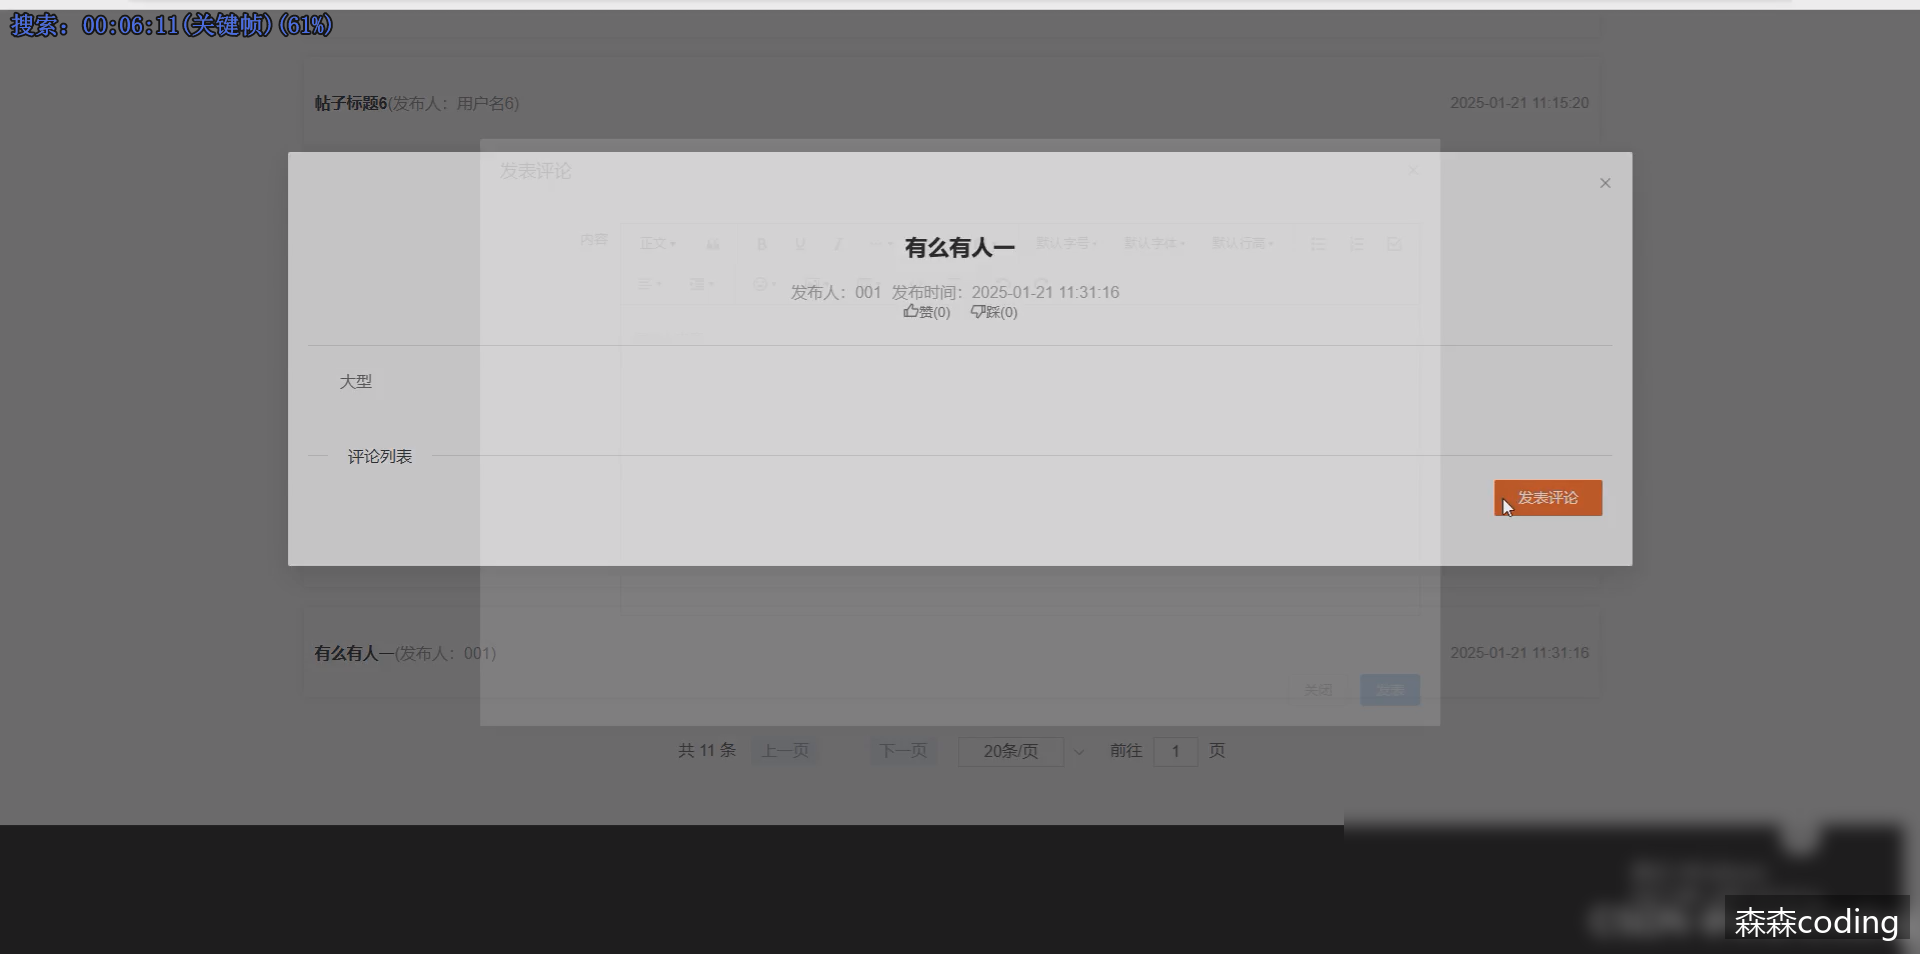 搜索: 00:06:11(关键帧)(61%)
帖子标题6(发布人：用户名6)
2025-01-21 11:15:20
发表评论
内容
正文
B U I
默认字号 默认字体 默认行高
有么有人一
发布人：001 发布时间：2025-01-21 11:31:16
赞(0) 踩(0)
大型
评论列表
发表评论
有么有人一(发布人：001)
2025-01-21 11:31:16
关闭 发表
共 11 条 上一页 下一页 20条/页 前往 1 页
森森coding